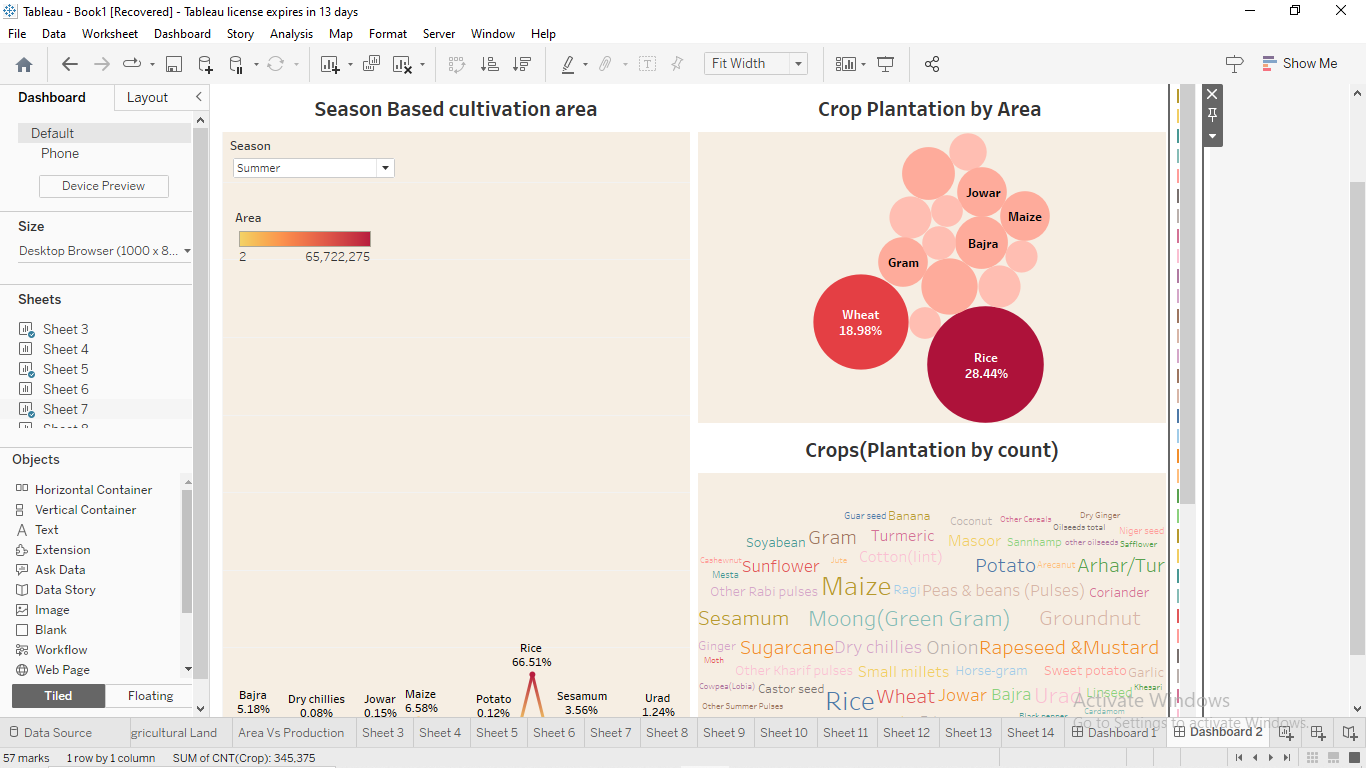 Tableau - Book1 [Recovered] - Tableau license expires in 13 days
File Data Worksheet Dashboard Story Analysis Map Format Server Window Help
Fit Width
Show Me
Dashboard Layout
Default
Phone
Device Preview
Size
Desktop Browser (1000 x 8...
Sheets
Sheet 3
Sheet 4
Sheet 5
Sheet 6
Sheet 7
Objects
Horizontal Container
Vertical Container
Text
Extension
Ask Data
Data Story
Image
Blank
Workflow
Web Page
Tiled Floating
Season Based cultivation area
Season
Summer
Area
2 65,722,275
Rice
66.51%
Bajra
5.18%
Dry chillies
0.08%
Jowar
0.15%
Maize
6.58%
Potato
0.12%
Sesamum
3.56%
Urad
1.24%
Crop Plantation by Area
Jowar
Maize
Bajra
Gram
Wheat
18.98%
Rice
28.44%
Crops(Plantation by count)
Guar seed Banana Coconut Other Cereals Dry Ginger
Oilseeds total
Soyabean Gram Turmeric Masoor Sannhamp other oilseeds Niger seed
Safflower
Cashewnut Sunflower Jute Cotton(lint) Potato Arecanut Arhar/Tur
Mesta
Other Rabi pulses Maize Ragi Peas & beans (Pulses) Coriander
Sesamum Moong(Green Gram) Groundnut
Ginger Sugarcane Dry chillies Onion Rapeseed &Mustard
Moth
Other Kharif pulses Small millets Horse-gram Sweet potato Garlic
Cowpea(Lobia) Castor seed Rice Wheat Jowar Bajra Urad Linseed Khesari
Other Summer Pulses Black pepper Cardamom
Activate Windows
Go to Settings to activate Windows.
Data Source gricultural Land Area Vs Production Sheet 3 Sheet 4 Sheet 5 Sheet 6 Sheet 7 Sheet 8 Sheet 9 Sheet 10 Sheet 11 Sheet 12 Sheet 13 Sheet 14 Dashboard 1 Dashboard 2
57 marks 1 row by 1 column SUM of CNT(Crop): 345,375